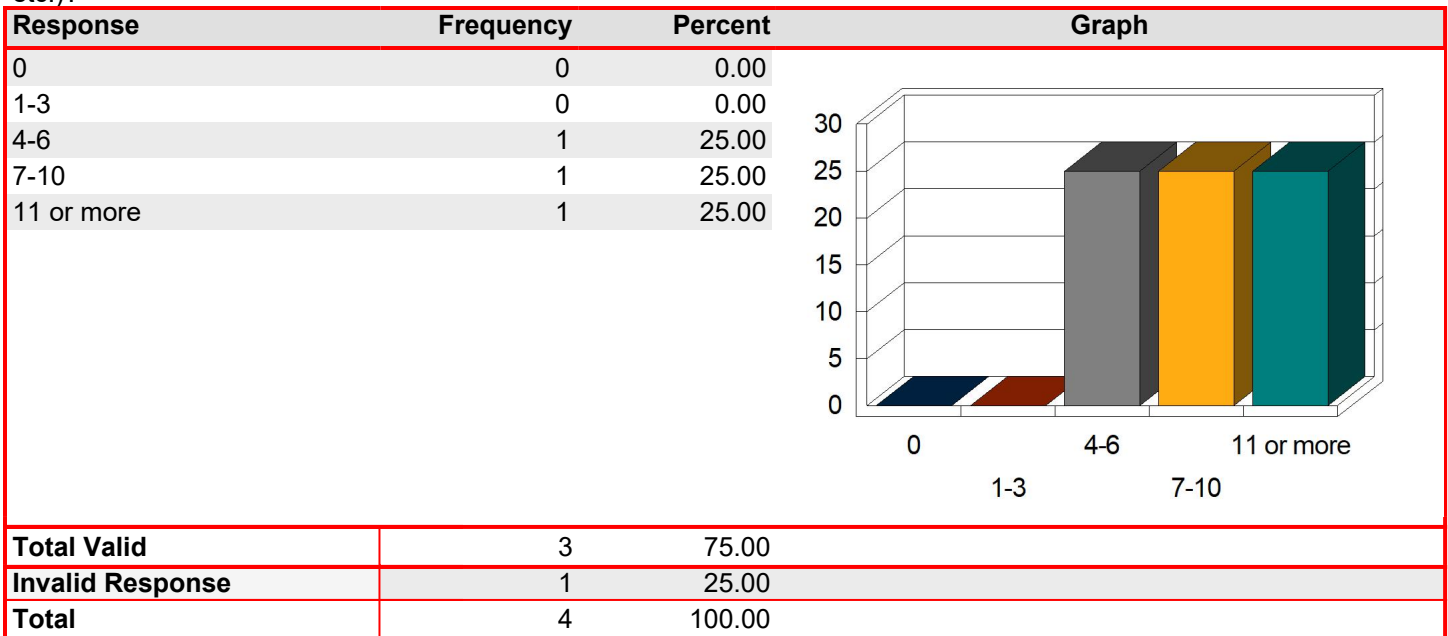 etc.)?
Response Frequency Percent Graph
0 0 0.00
1-3 0 0.00
4-6 1 25.00
7-10 1 25.00
11 or more 1 25.00
30
25
20
15
10
5
0
0 4-6 11 or more
1-3 7-10
Total Valid 3 75.00
Invalid Response 1 25.00
Total 4 100.00